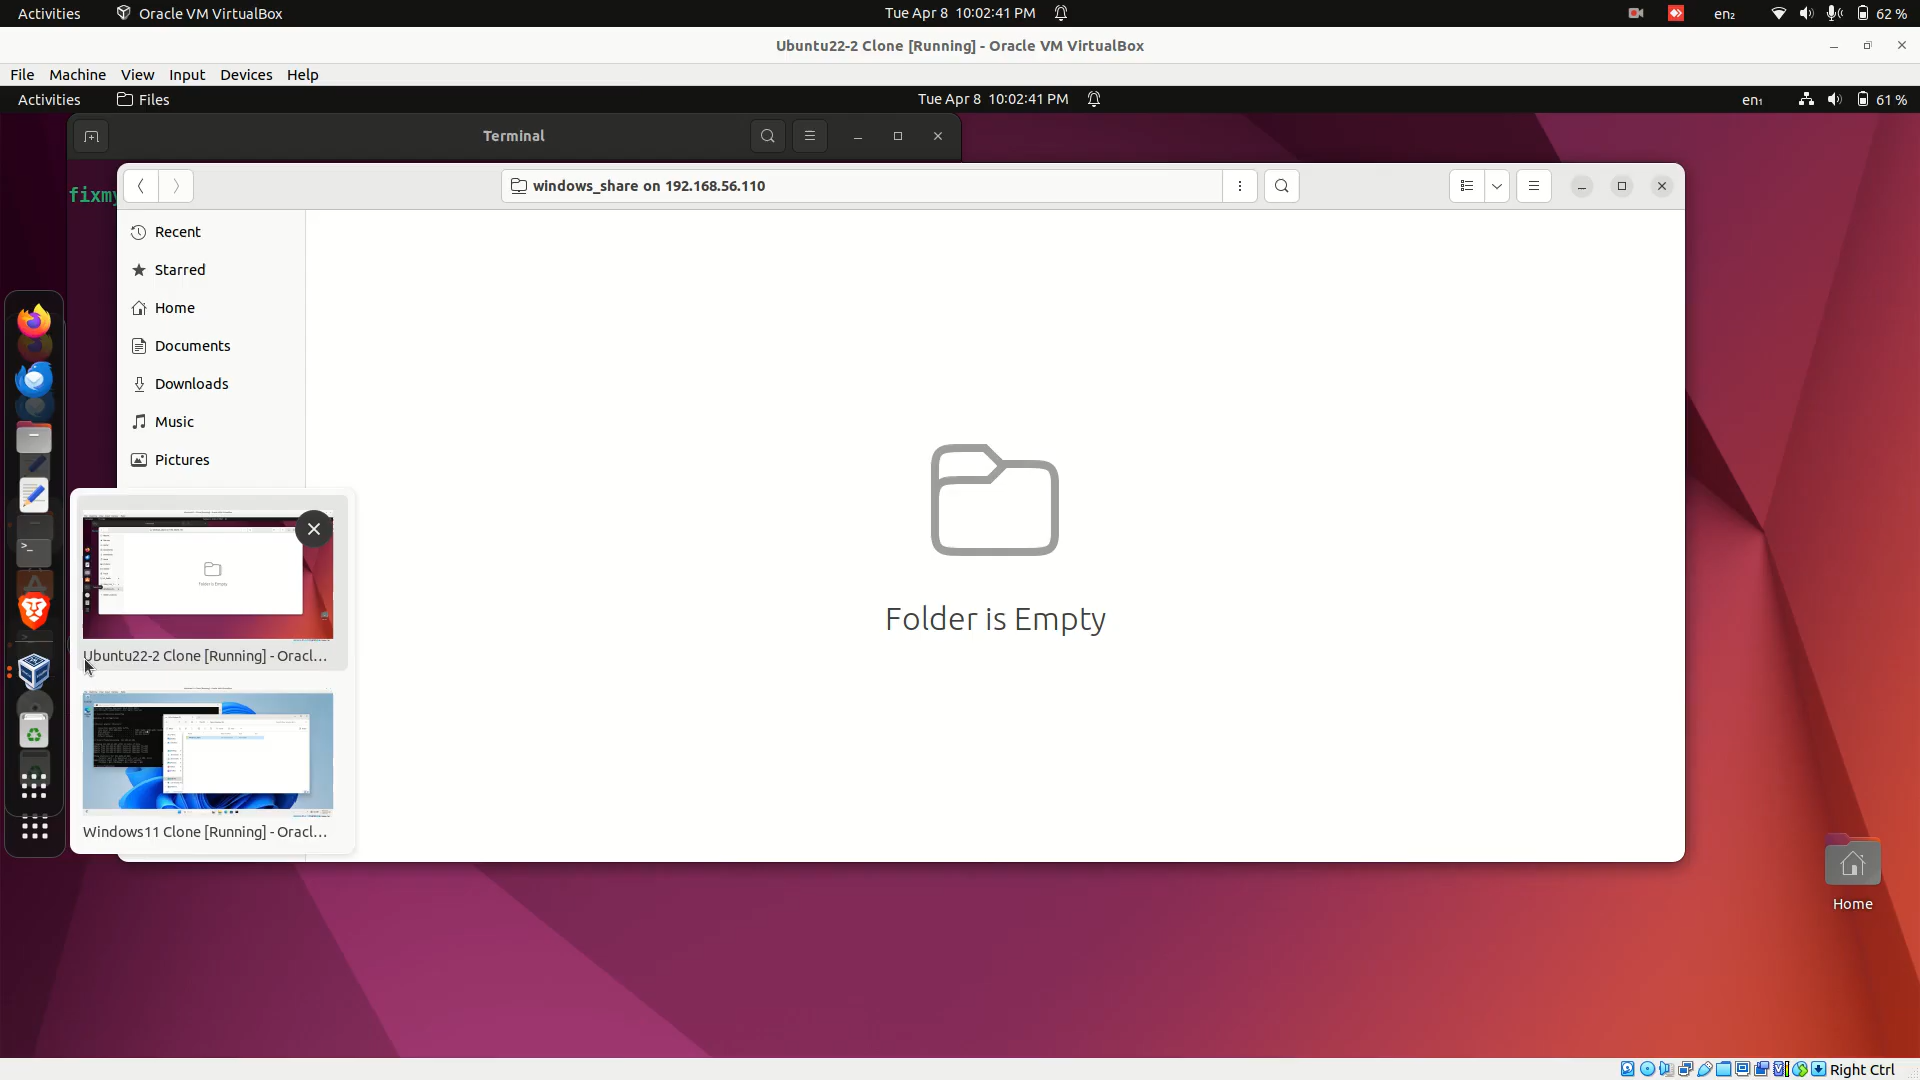 Activities Oracle VM VirtualBox Tue Apr 8 10:02:41 PM en₂ 62 %
Ubuntu22-2 Clone [Running] - Oracle VM VirtualBox
File Machine View Input Devices Help
Activities Files Tue Apr 8 10:02:41 PM en₁ 61 %
Terminal
windows_share on 192.168.56.110
fixmy
Recent
Starred
Home
Documents
Downloads
Music
Pictures
Folder is Empty
Ubuntu22-2 Clone [Running] - Oracl...
Windows11 Clone [Running] - Oracl...
Home
Right Ctrl